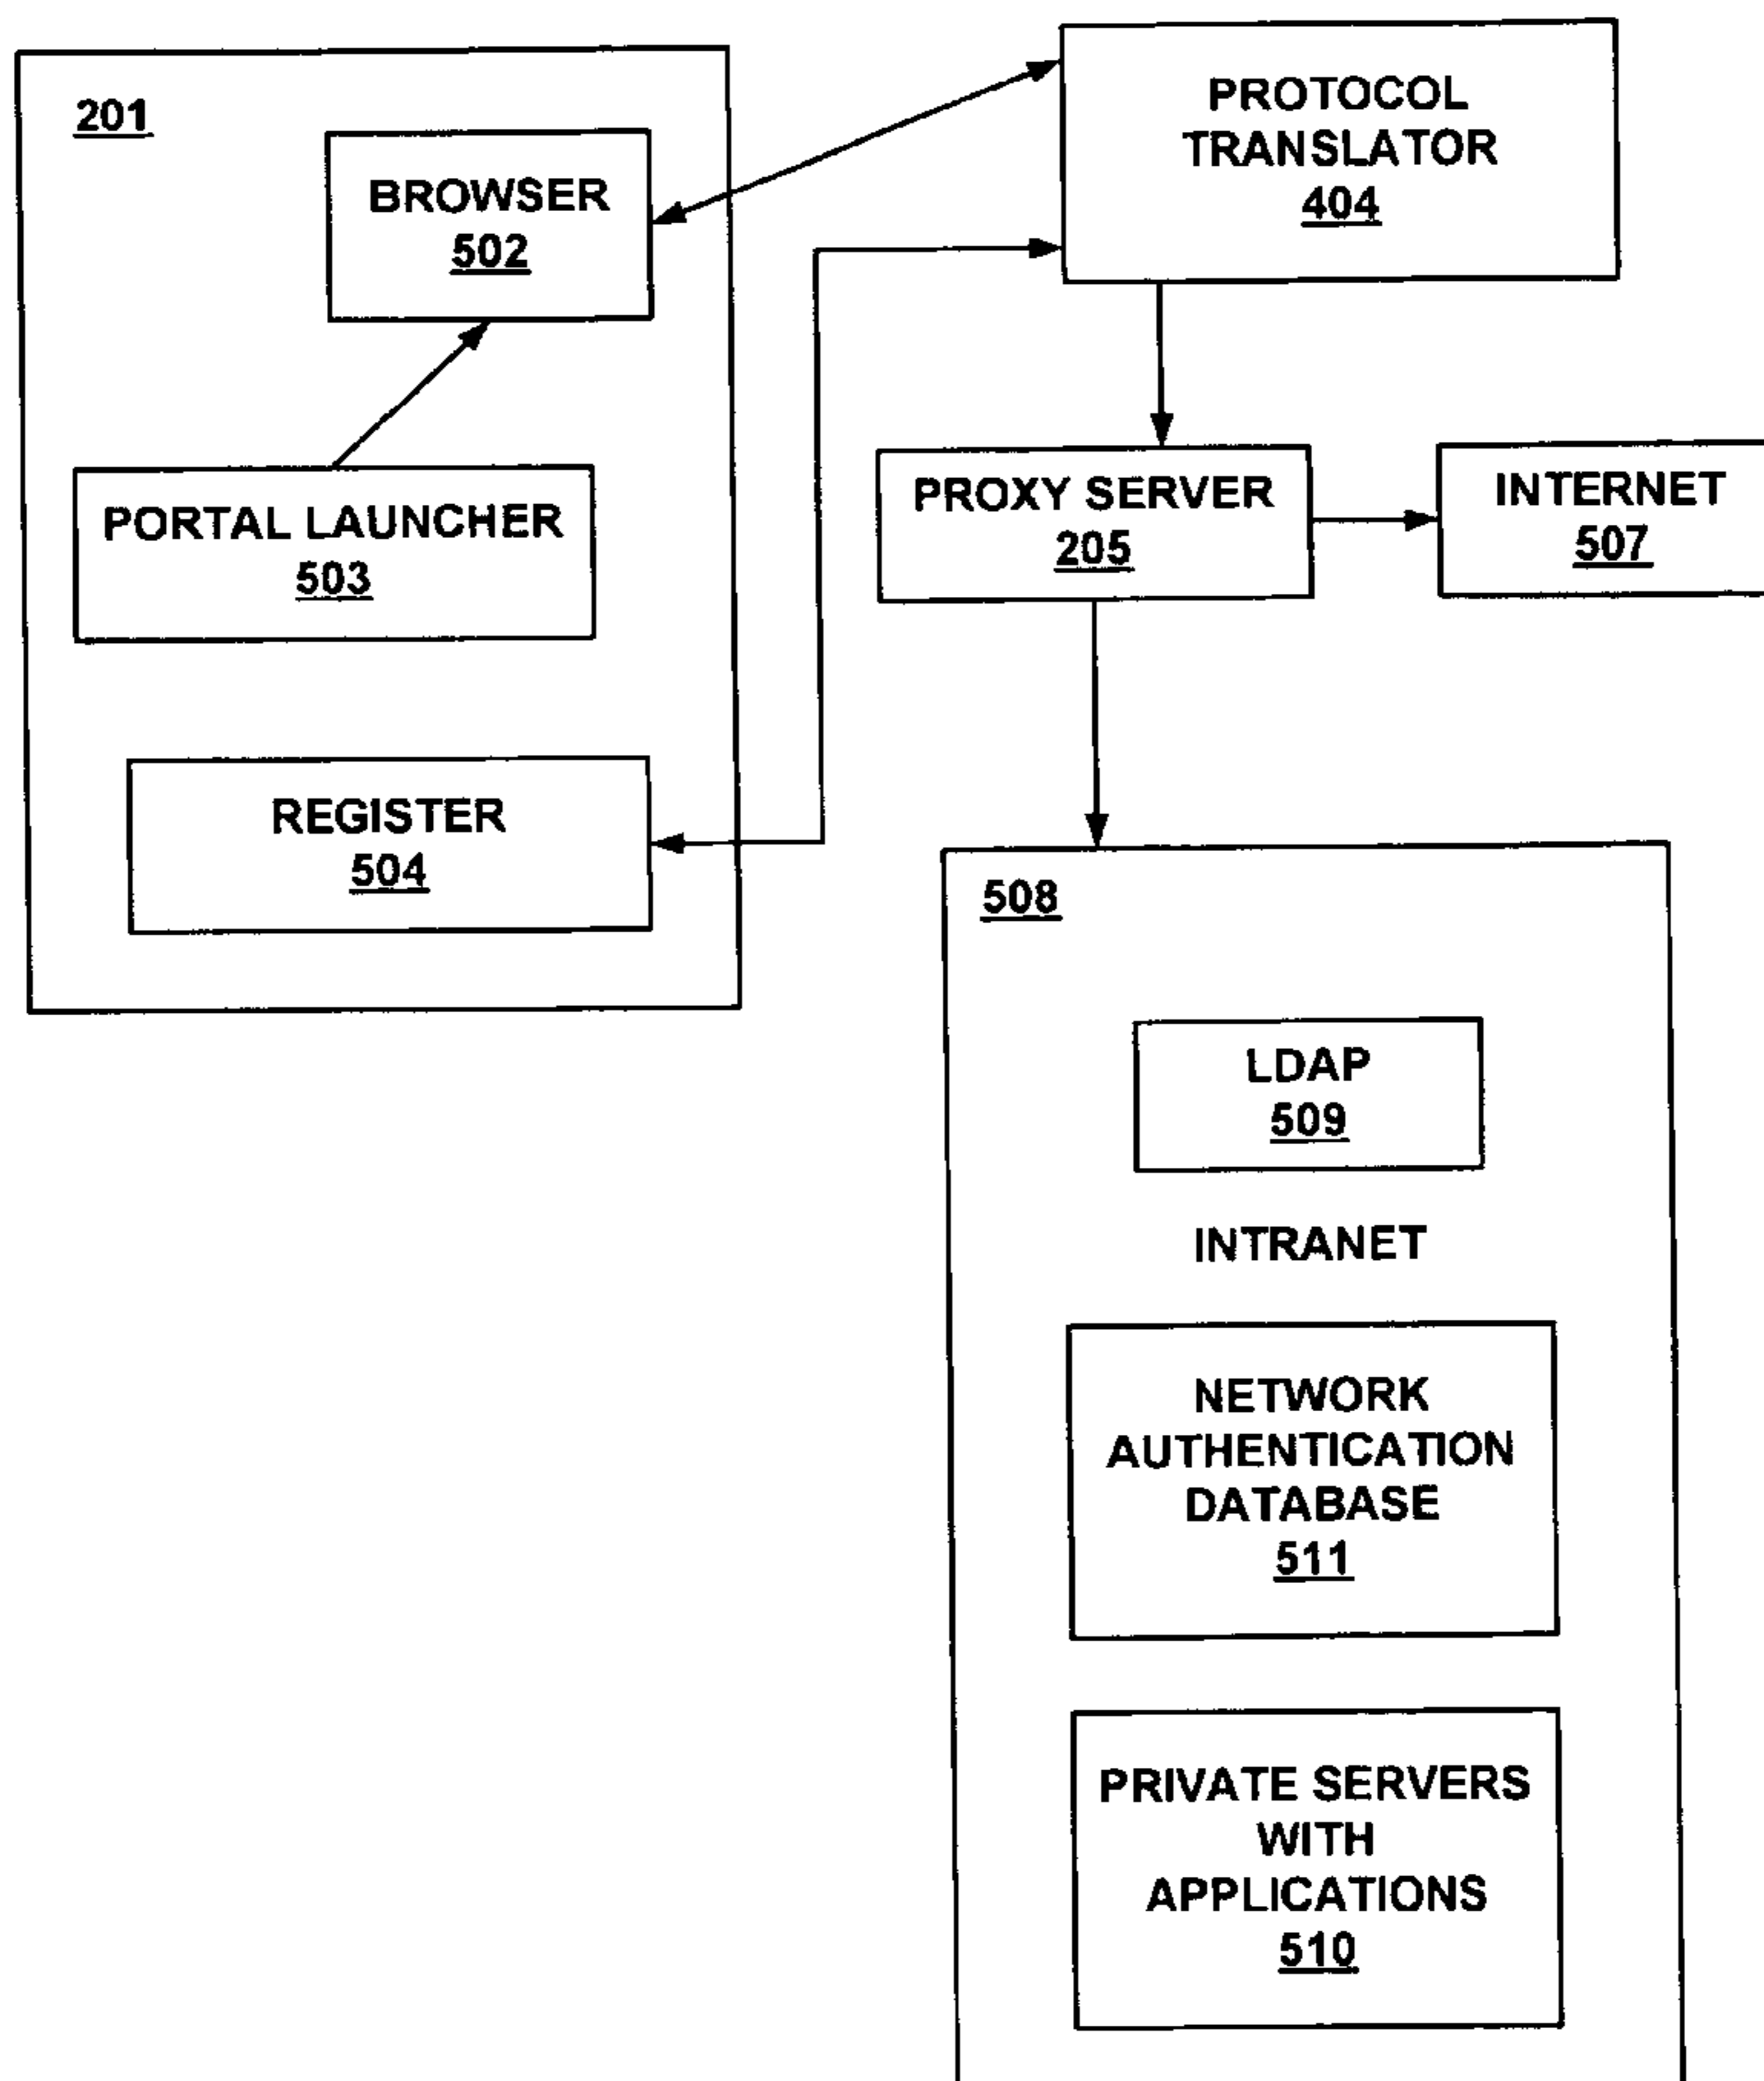 201
BROWSER
502
PORTAL LAUNCHER
503
REGISTER
504
PROTOCOL
TRANSLATOR
404
PROXY SERVER
205
INTERNET
507
508
LDAP
509
INTRANET
NETWORK
AUTHENTICATION
DATABASE
511
PRIVATE SERVERS
WITH
APPLICATIONS
510